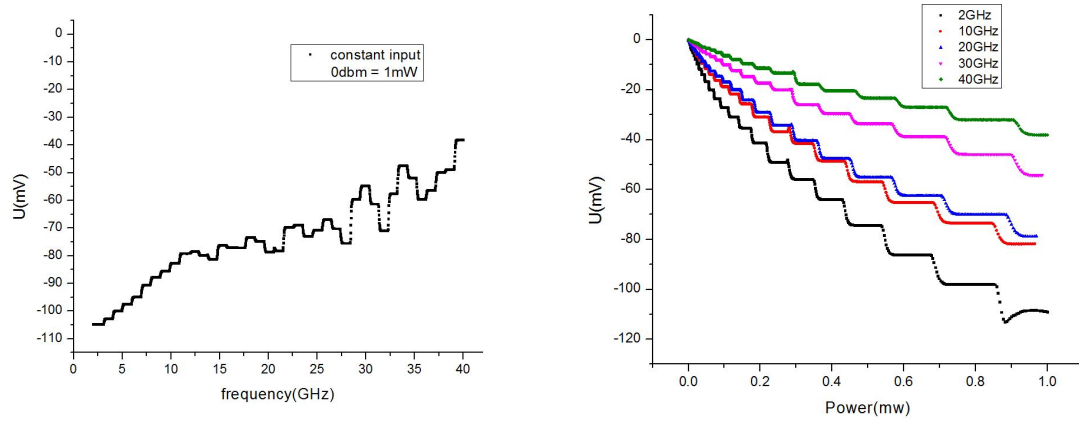 0
-10
-20
-30
-40
-50
-60
-70
-80
-90
-100
-110
U(mV)
constant input
0dbm = 1mW
0 5 10 15 20 25 30 35 40
frequency(GHz)
2GHz
10GHz
20GHz
30GHz
40GHz
0
-20
-40
-60
-80
-100
-120
U(mV)
0.0 0.2 0.4 0.6 0.8 1.0
Power(mw)